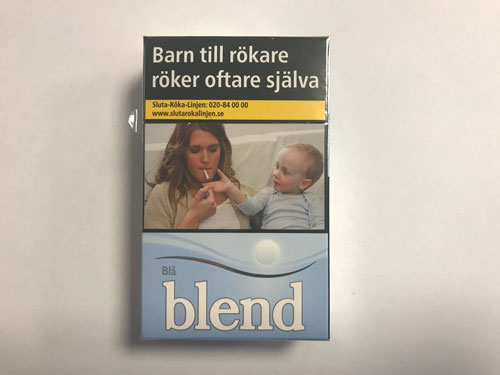 Barn till rökare
röker oftare själva
Sluta-Röka-Linjen: 020-84 00 00
www.slutarokalinjen.se
Blå
blend